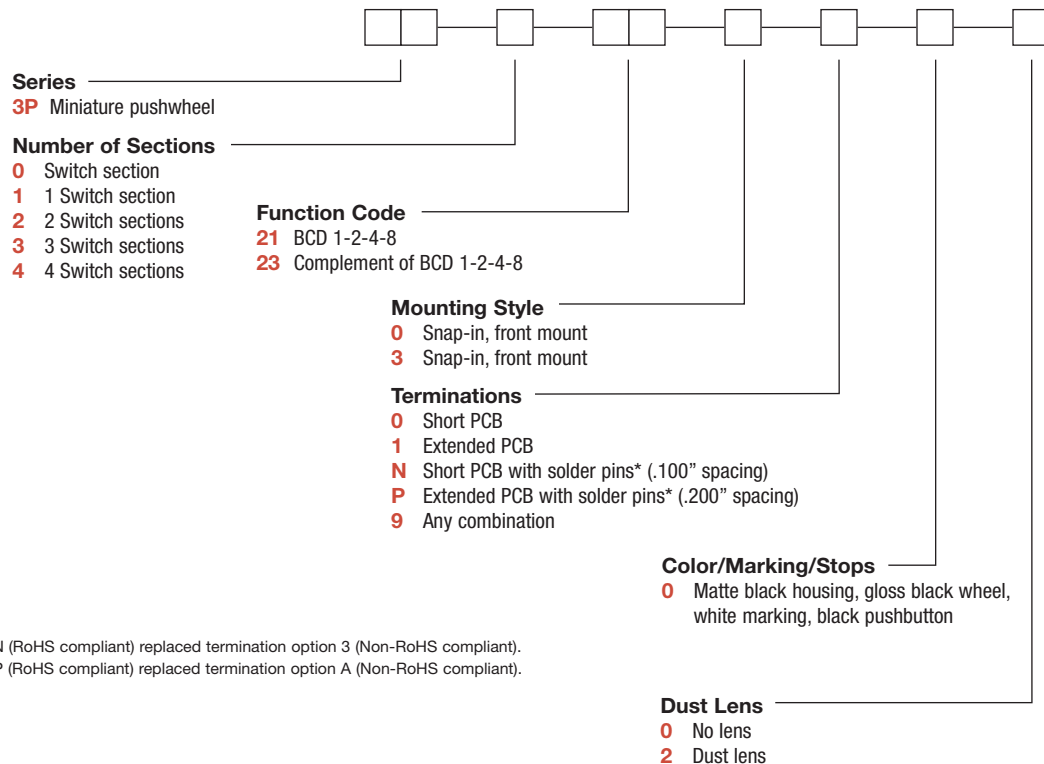 Series
3P Miniature pushwheel
Number of Sections
0 Switch section
1 1 Switch section
2 2 Switch sections
3 3 Switch sections
4 4 Switch sections
Function Code
21 BCD 1-2-4-8
23 Complement of BCD 1-2-4-8
Mounting Style
0 Snap-in, front mount
3 Snap-in, front mount
Terminations
0 Short PCB
1 Extended PCB
N Short PCB with solder pins* (.100” spacing)
P Extended PCB with solder pins* (.200” spacing)
9 Any combination
Color/Marking/Stops
0 Matte black housing, gloss black wheel,
white marking, black pushbutton
N (RoHS compliant) replaced termination option 3 (Non-RoHS compliant).
P (RoHS compliant) replaced termination option A (Non-RoHS compliant).
Dust Lens
0 No lens
2 Dust lens